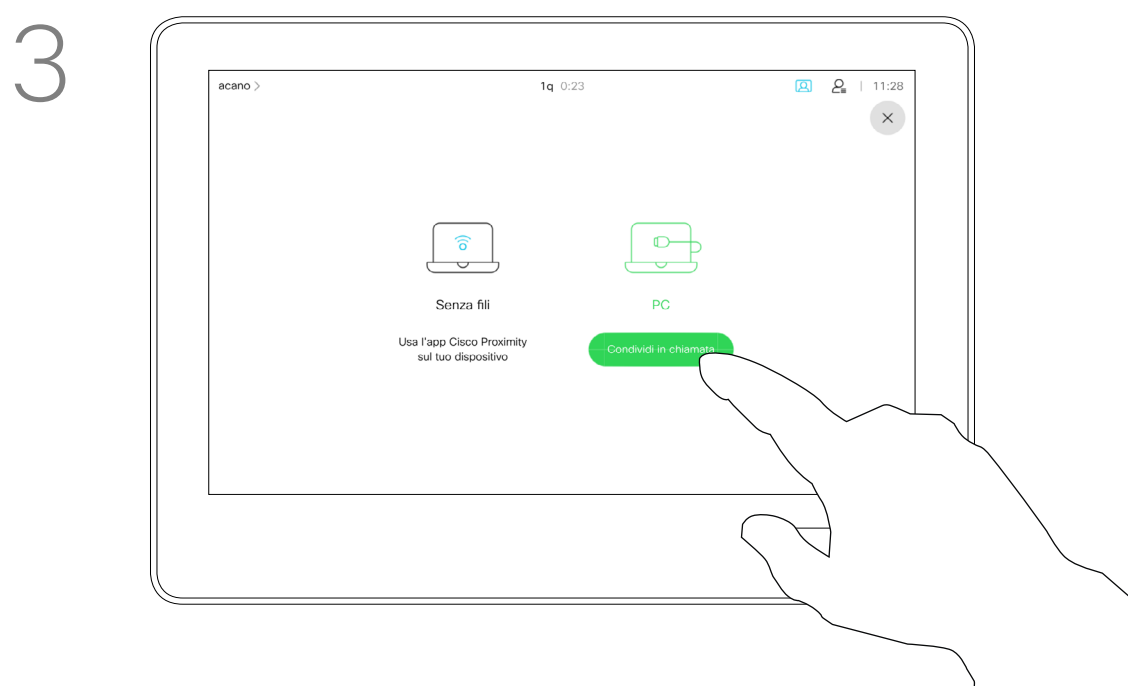 3
acano >
1q 0:23
11:28
Senza fili
PC
Usa l'app Cisco Proximity
sul tuo dispositivo
Condividi in chiamata